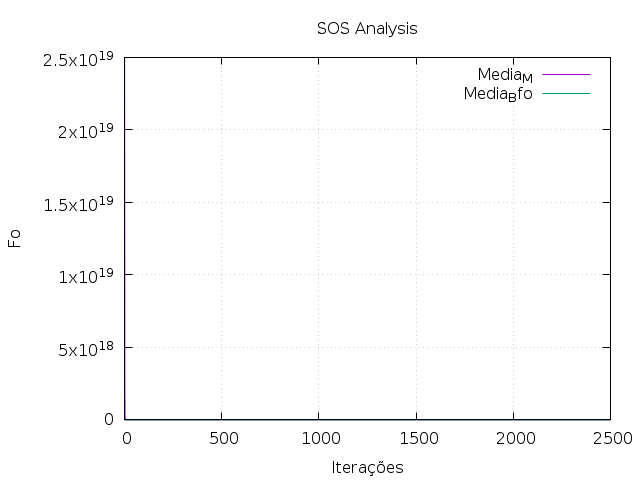 SOS Analysis
2.5x10¹⁹
2x10¹⁹
1.5x10¹⁹
1x10¹⁹
5x10¹⁸
0
Fo
Media_M
Media_Bfo
0 500 1000 1500 2000 2500
Iterações